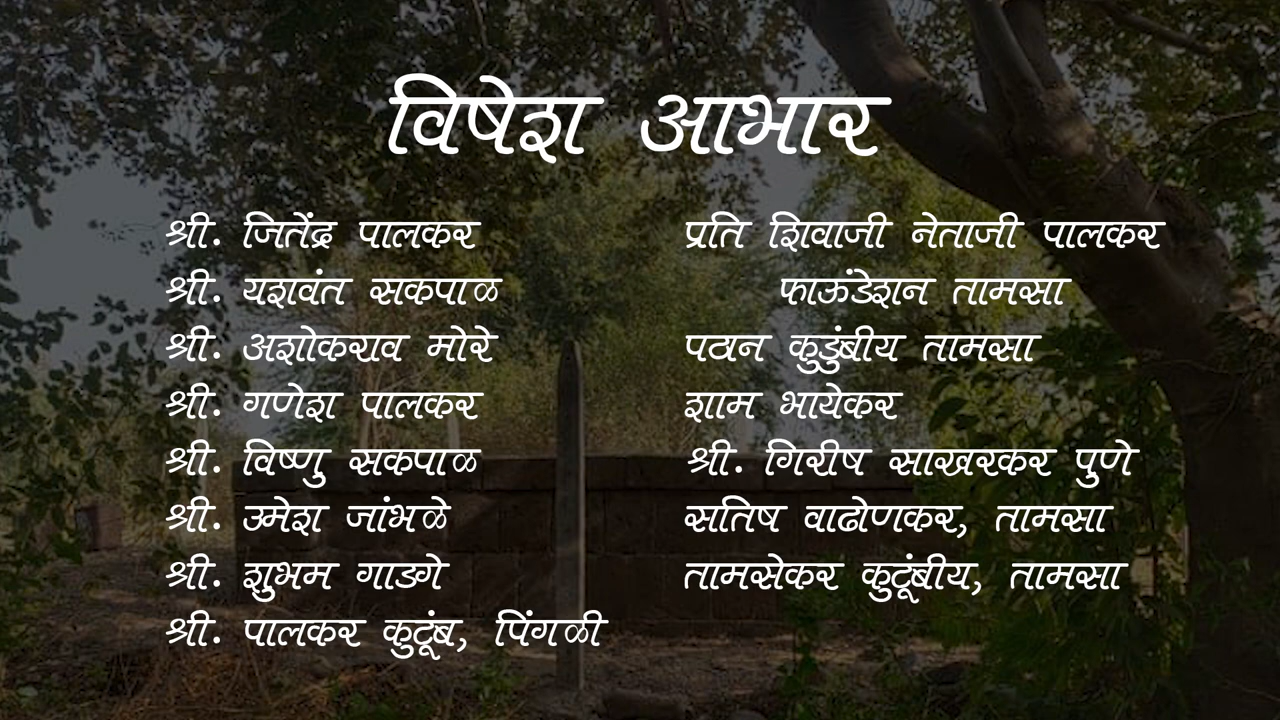 विषेश आभार
श्री. जितेंद्र पालकर
श्री. यशवंत सकपाळ
श्री. अशोकराव मोरे
श्री. गणेश पालकर
श्री. विष्णु सकपाळ
श्री. उमेश जांभळे
श्री. शुभम गाडगे
श्री. पालकर कुटूंब, पिंगळी
प्रति शिवाजी नेताजी पालकर
फाऊंडेशन तामसा
पठान कुडुंबीय तामसा
शाम भायेकर
श्री. गिरीष साखरकर पुणे
सतिष वाढोणकर, तामसा
तामसेकर कुटूंबीय, तामसा